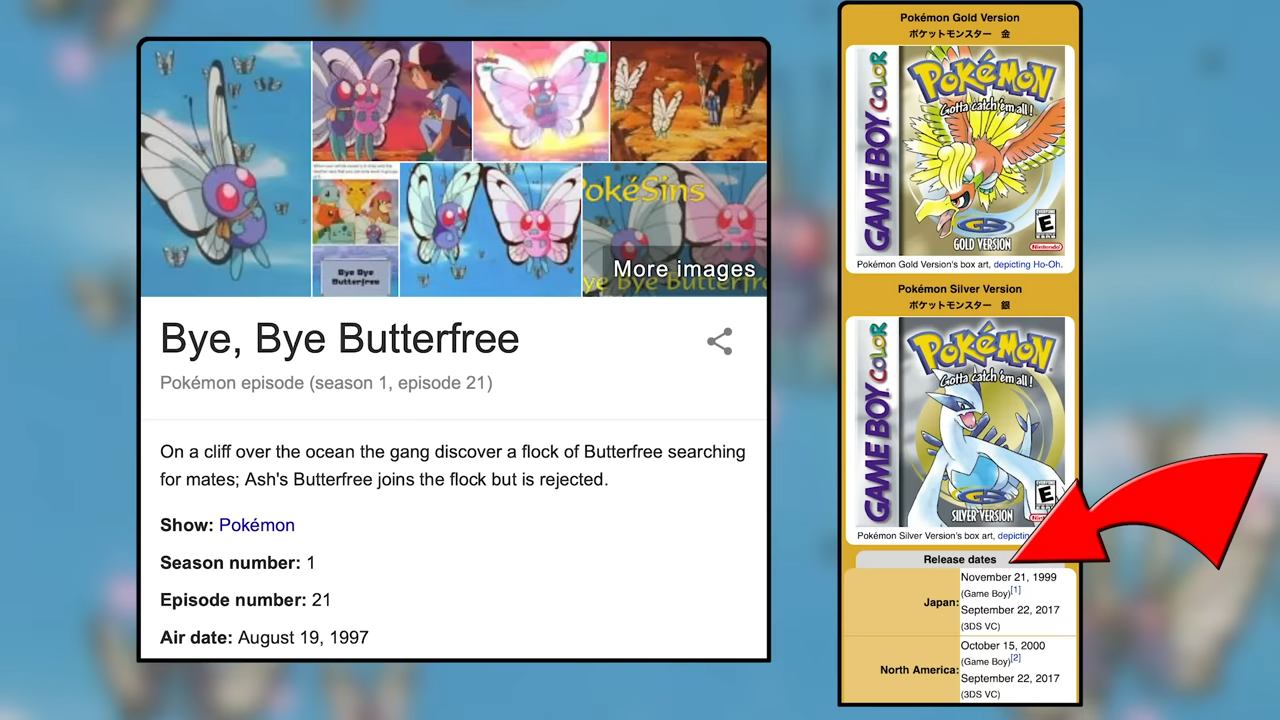 PokéSins
More images
Bye Bye
Butterfree
Bye, Bye Butterfree
Pokémon episode (season 1, episode 21)
On a cliff over the ocean the gang discover a flock of Butterfree searching
for mates; Ash's Butterfree joins the flock but is rejected.
Show: Pokémon
Season number: 1
Episode number: 21
Air date: August 19, 1997
Pokémon Gold Version
ポケットモンスター 金
GAME BOY COLOR
POKéMON
Gotta catch 'em all!
EVERYONE
E
GOLD VERSION
Nintendo
Pokémon Gold Version's box art, depicting Ho-Oh.
Pokémon Silver Version
ポケットモンスター 銀
GAME BOY COLOR
POKéMON
Gotta catch 'em all!
E
SILVER VERSION
Pokémon Silver Version's box art, depicting
Release dates
Japan:
November 21, 1999
(Game Boy)[1]
September 22, 2017
(3DS VC)
North America:
October 15, 2000
(Game Boy)[2]
September 22, 2017
(3DS VC)